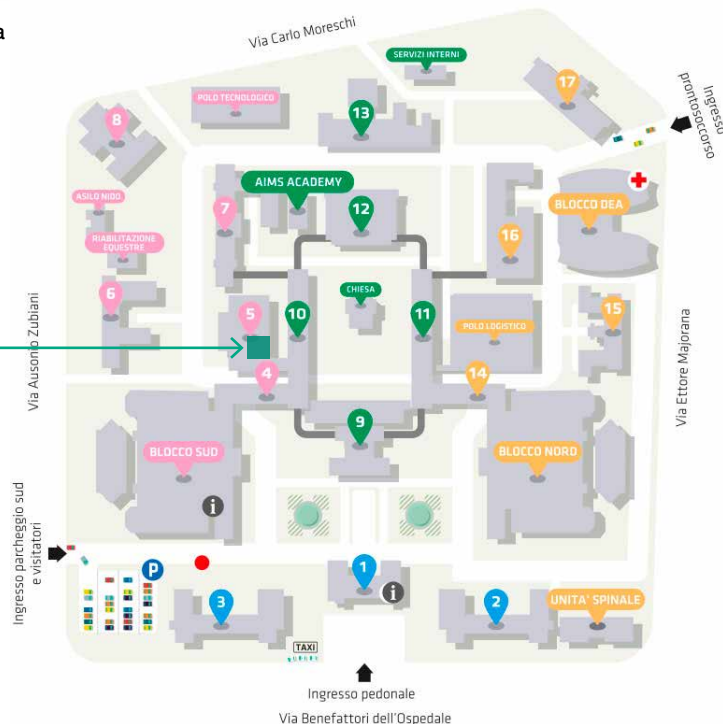 a
Via Carlo Moreschi
SERVIZI INTERNI
17
Ingresso
prontosoccorso
POLO TECNOLOGICO
13
8
AIMS ACADEMY
ASILO NIDO
7
12
BLOCCO DEA
16
RIABILITAZIONE
EQUESTRE
CHIESA
6
5
10
11
15
POLO LOGISTICO
Via Ausonio Zubiani
4
14
Via Ettore Majorana
9
BLOCCO SUD
BLOCCO NORD
i
Ingresso parcheggio sud
e visitatori
P
1
i
3
2
UNITA' SPINALE
TAXI
Ingresso pedonale
Via Benefattori dell'Ospedale